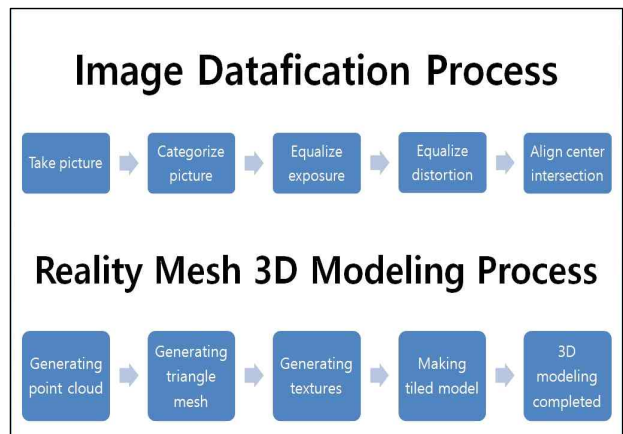 Image Datafication Process
Take picture
Categorize
picture
Equalize
exposure
Equalize
distortion
Align center
intersection
Reality Mesh 3D Modeling Process
Generating
point cloud
Generating
triangle
mesh
Generating
textures
Making
tiled model
3D
modeling
completed